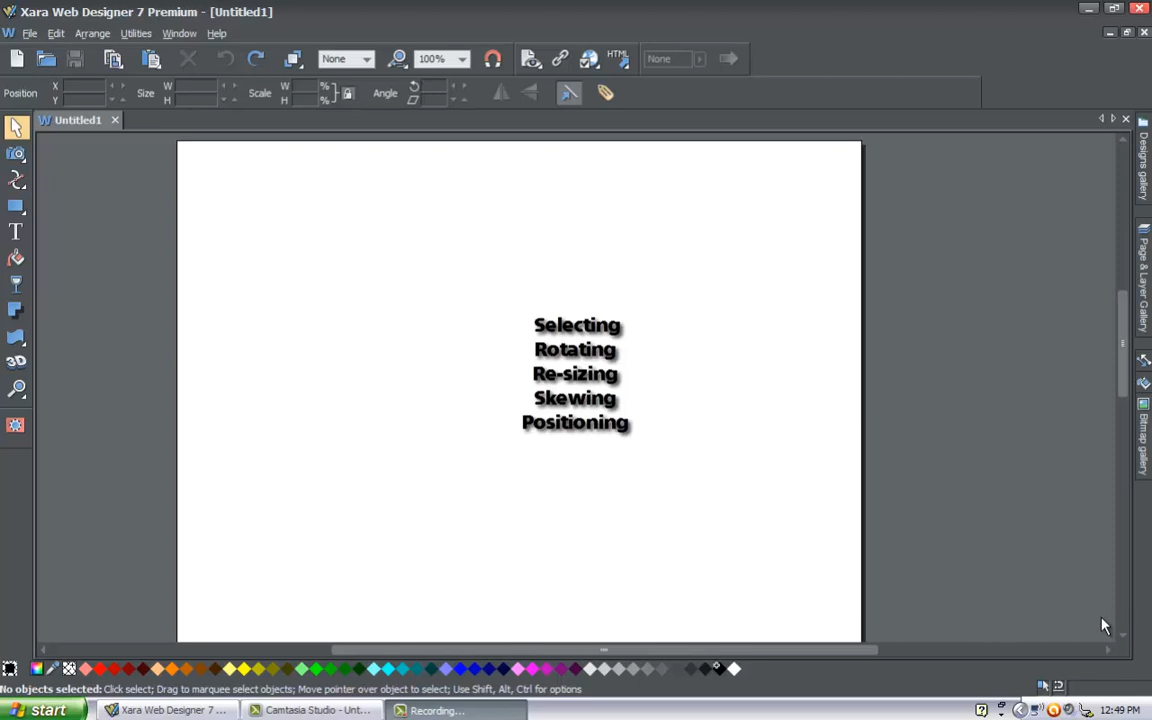 Xara Web Designer 7 Premium - [Untitled1]
File Edit Arrange Utilities Window Help
None 100% HTML None
Position X Y Size W H Scale W H % % Angle
Untitled1
Designs gallery
Page & Layer Gallery
Bitmap gallery
T
3D
Selecting
Rotating
Re-sizing
Skewing
Positioning
No objects selected: Click select; Drag to marquee select objects; Move pointer over object to select; Use Shift, Alt, Ctrl for options
start Xara Web Designer 7 ... Camtasia Studio - Unt... Recording... 12:49 PM